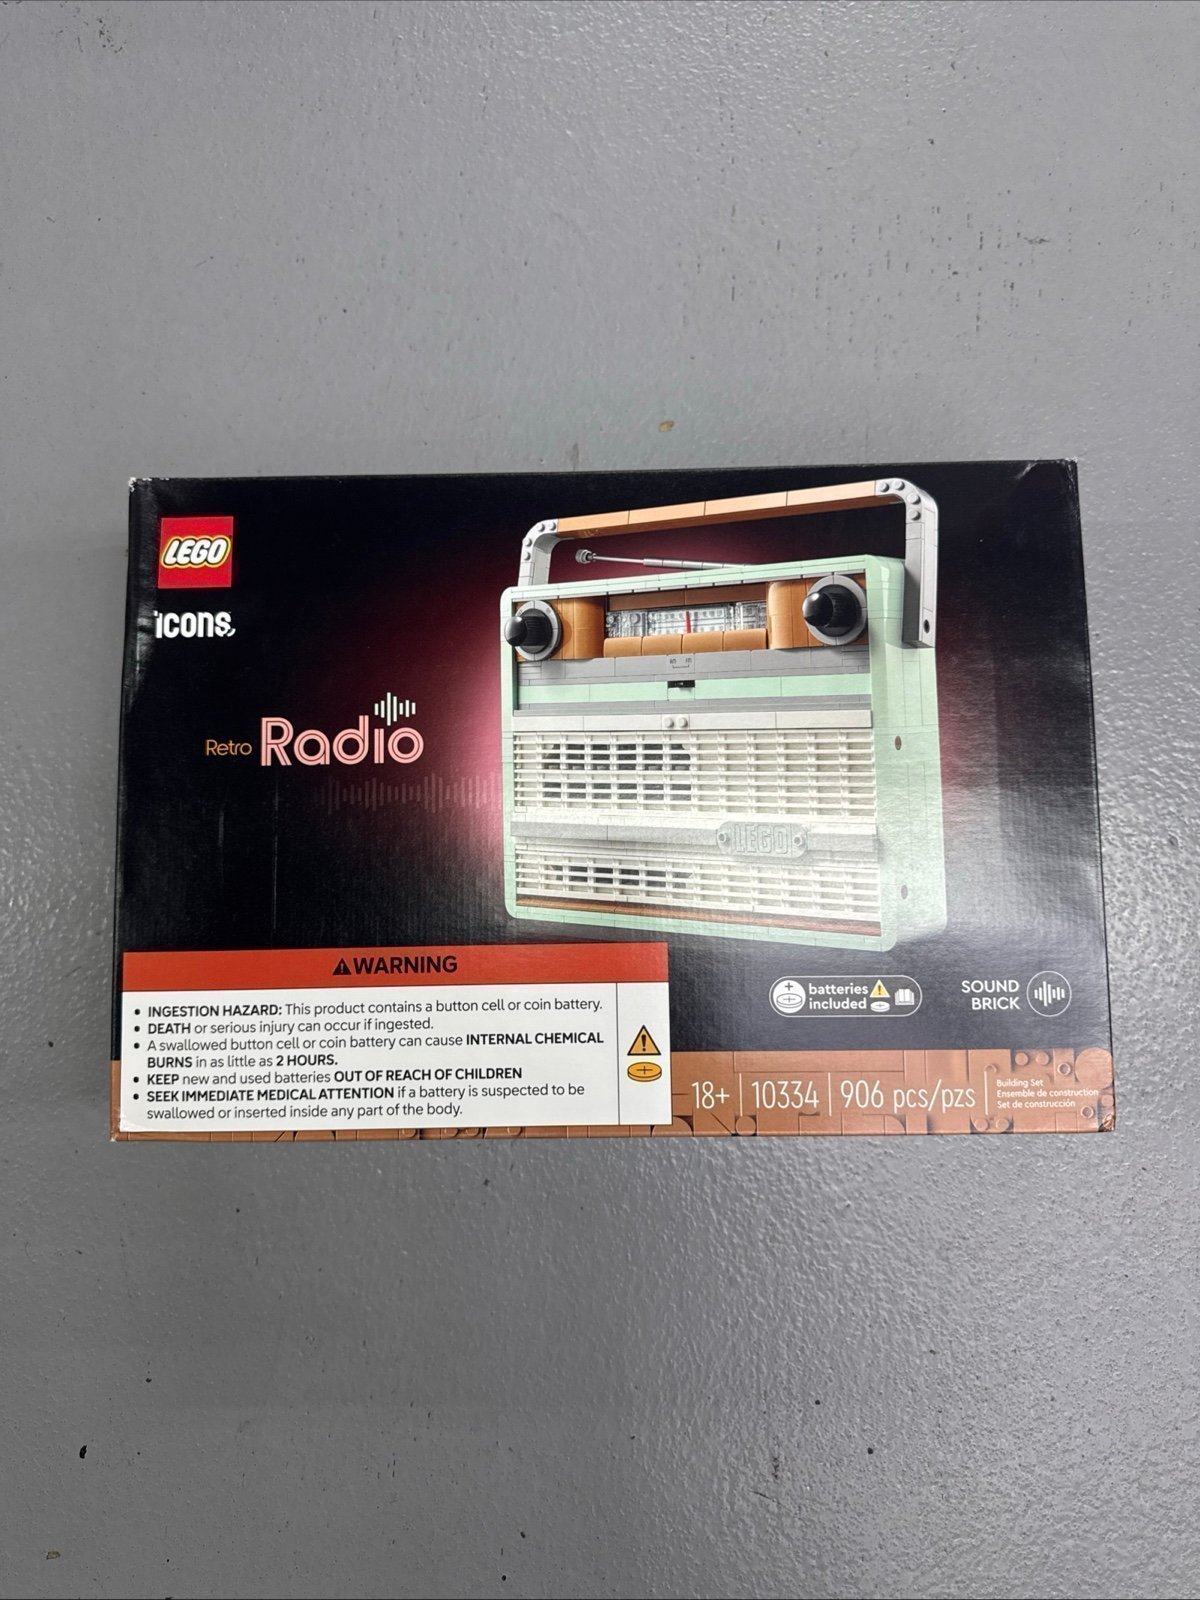 LEGO
icons
Retro Radio
LEGO
WARNING
• INGESTION HAZARD: This product contains a button cell or coin battery.
• DEATH or serious injury can occur if ingested.
• A swallowed button cell or coin battery can cause INTERNAL CHEMICAL
BURNS in as little as 2 HOURS.
• KEEP new and used batteries OUT OF REACH OF CHILDREN
• SEEK IMMEDIATE MEDICAL ATTENTION if a battery is suspected to be
swallowed or inserted inside any part of the body.
batteries
included
SOUND
BRICK
18+
10334
906 pcs/pzs
Building Set
Ensemble de construction
Set de construcción